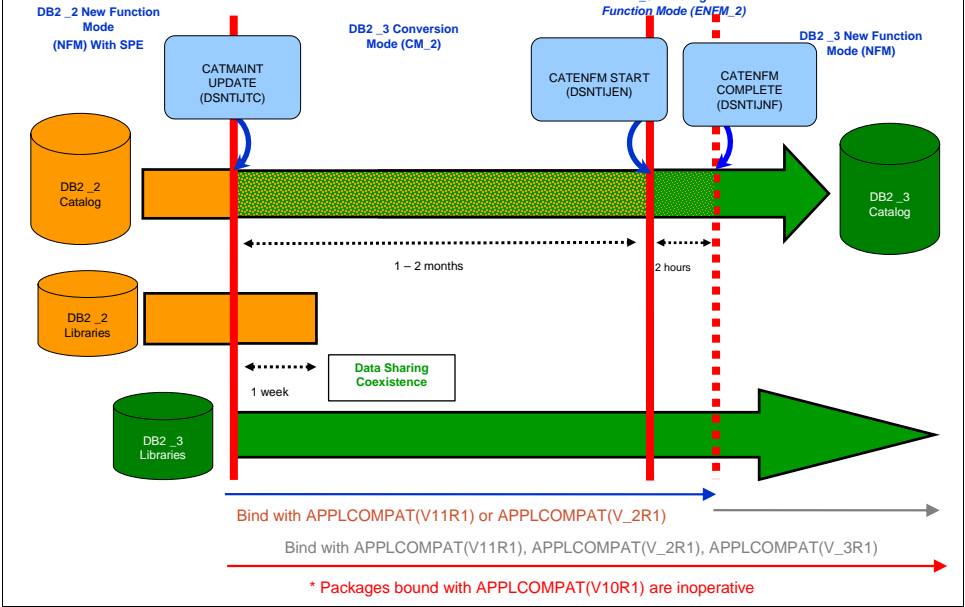 DB2 _2 New Function
Mode
(NFM) With SPE
DB2 _3 Conversion
Mode (CM_2)
Function Mode (ENFM_2)
DB2 _3 New Function
Mode (NFM)
CATMAINT
UPDATE
(DSNTIJTC)
CATENFM START
(DSNTIJEN)
CATENFM
COMPLETE
(DSNTIJNF)
DB2 _2
Catalog
DB2 _3
Catalog
1 – 2 months
2 hours
DB2 _2
Libraries
1 week
Data Sharing
Coexistence
DB2 _3
Libraries
Bind with APPLCOMPAT(V11R1) or APPLCOMPAT(V_2R1)
Bind with APPLCOMPAT(V11R1), APPLCOMPAT(V_2R1), APPLCOMPAT(V_3R1)
* Packages bound with APPLCOMPAT(V10R1) are inoperative